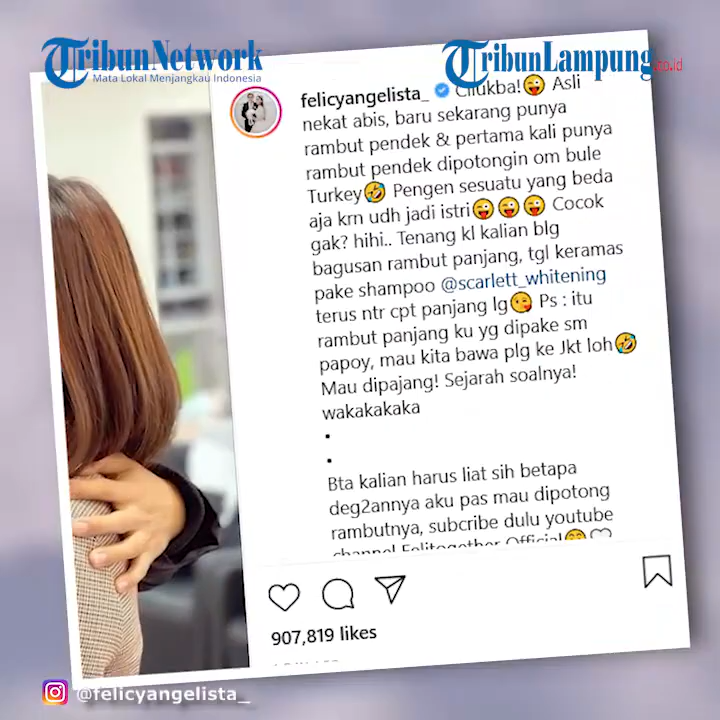 TribunNetwork
Mata Lokal Menjangkau Indonesia
TribunLampung.co.id
felicyangelista_ Cilukba!😜 Asli
nekat abis, baru sekarang punya
rambut pendek & pertama kali punya
rambut pendek dipotongin om bule
Turkey🤣 Pengen sesuatu yang beda
aja krn udh jadi istri😜😜😜 Cocok
gak? hihi.. Tenang kl kalian blg
bagusan rambut panjang, tgl keramas
pake shampoo @scarlett_whitening
terus ntr cpt panjang lg😘 Ps : itu
rambut panjang ku yg dipake sm
papoy, mau kita bawa plg ke Jkt loh🤣
Mau dipajang! Sejarah soalnya!
wakakakaka
.
.
Bta kalian harus liat sih betapa
deg2annya aku pas mau dipotong
rambutnya, subcribe dulu youtube
channel Felitogether Official😁🤍
907,819 likes
@felicyangelista_